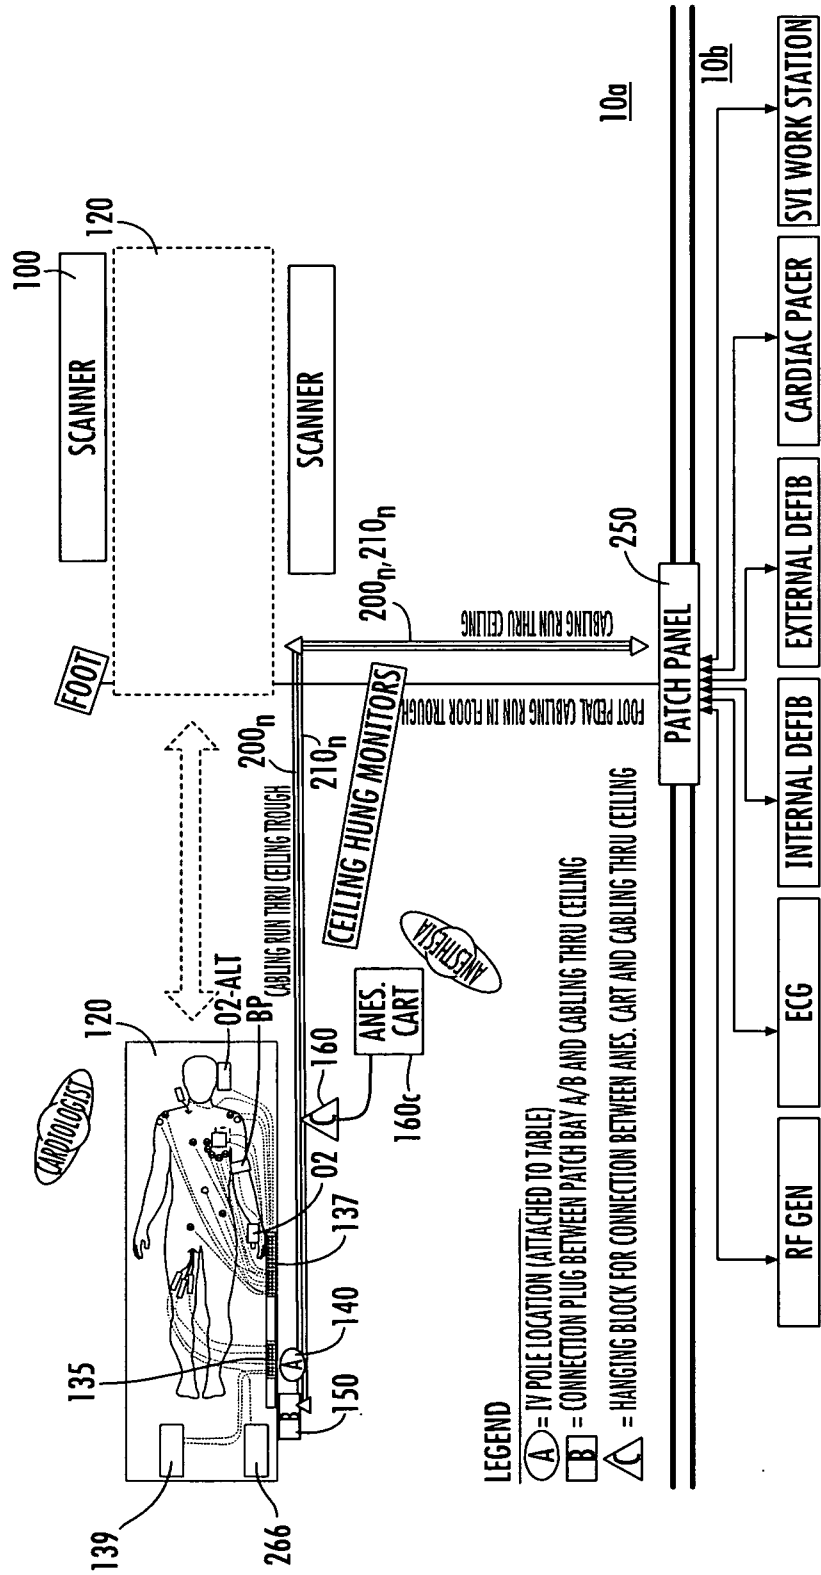 100
SCANNER
120
SCANNER
FOOT
200n
210n
200n, 210n
CABLING RUN THRU CEILING
FOOT PEDAL CABLING RUN IN FLOOR TROUGH
CABLING RUN THRU CEILING TROUGH
CEILING HUNG MONITORS
CARDIOLOGIST
120
02-ALT
BP
02
137
135
139
266
A
140
B
150
C
160
ANES.
CART
160c
ANESTHESIA
10a
10b
250
PATCH PANEL
LEGEND
A = IV POLE LOCATION (ATTACHED TO TABLE)
B = CONNECTION PLUG BETWEEN PATCH BAY A/B AND CABLING THRU CEILING
C = HANGING BLOCK FOR CONNECTION BETWEEN ANES. CART AND CABLING THRU CEILING
RF GEN
ECG
INTERNAL DEFIB
EXTERNAL DEFIB
CARDIAC PACER
SVI WORK STATION